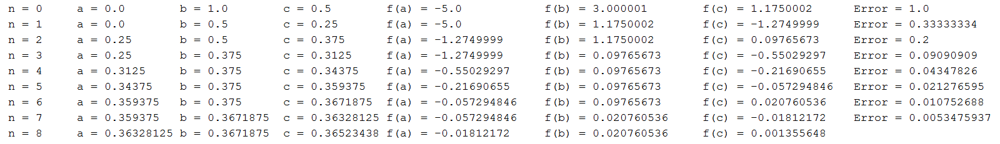 n = 0 a = 0.0 b = 1.0 c = 0.5 f(a) = -5.0 f(b) = 3.000001 f(c) = 1.1750002 Error = 1.0
n = 1 a = 0.0 b = 0.5 c = 0.25 f(a) = -5.0 f(b) = 1.1750002 f(c) = -1.2749999 Error = 0.33333334
n = 2 a = 0.25 b = 0.5 c = 0.375 f(a) = -1.2749999 f(b) = 1.1750002 f(c) = 0.09765673 Error = 0.2
n = 3 a = 0.25 b = 0.375 c = 0.3125 f(a) = -1.2749999 f(b) = 0.09765673 f(c) = -0.55029297 Error = 0.09090909
n = 4 a = 0.3125 b = 0.375 c = 0.34375 f(a) = -0.55029297 f(b) = 0.09765673 f(c) = -0.21690655 Error = 0.04347826
n = 5 a = 0.34375 b = 0.375 c = 0.359375 f(a) = -0.21690655 f(b) = 0.09765673 f(c) = -0.057294846 Error = 0.021276595
n = 6 a = 0.359375 b = 0.375 c = 0.3671875 f(a) = -0.057294846 f(b) = 0.09765673 f(c) = 0.020760536 Error = 0.010752688
n = 7 a = 0.359375 b = 0.3671875 c = 0.36328125 f(a) = -0.057294846 f(b) = 0.020760536 f(c) = -0.01812172 Error = 0.0053475937
n = 8 a = 0.36328125 b = 0.3671875 c = 0.36523438 f(a) = -0.01812172 f(b) = 0.020760536 f(c) = 0.001355648